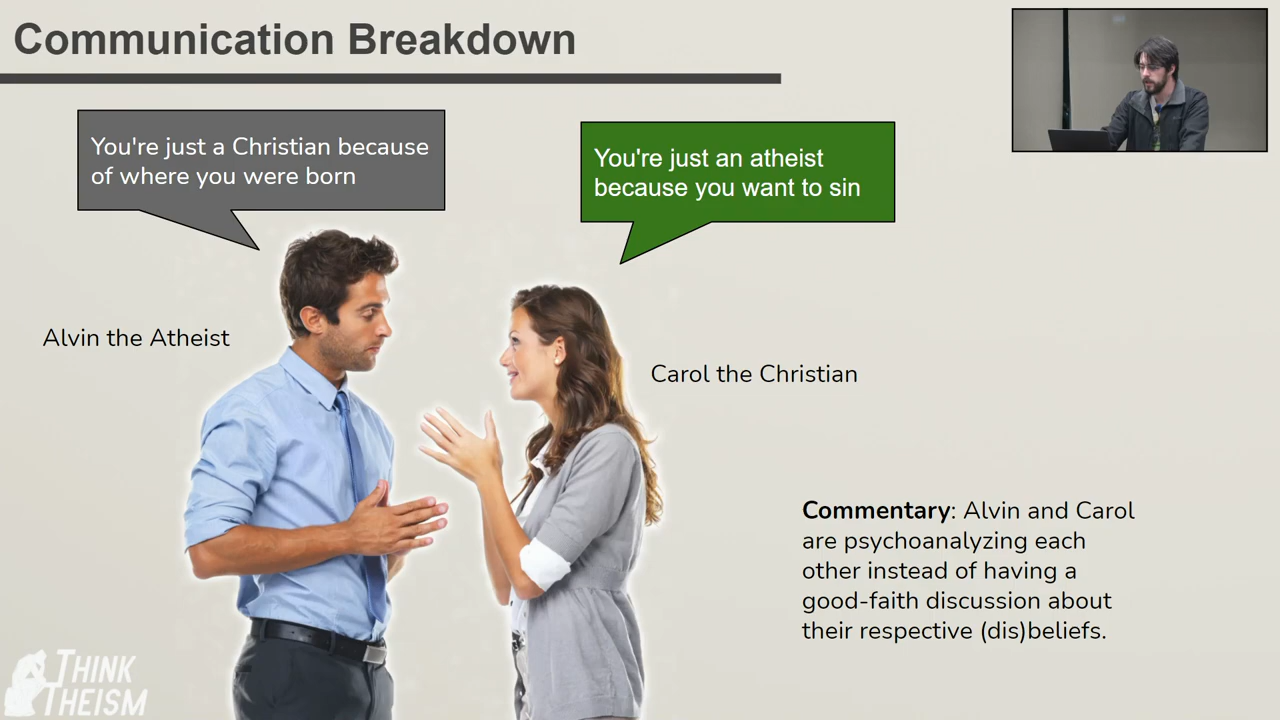 Communication Breakdown
You're just a Christian because
of where you were born
You're just an atheist
because you want to sin
Alvin the Atheist
Carol the Christian
Commentary: Alvin and Carol
are psychoanalyzing each
other instead of having a
good-faith discussion about
their respective (dis)beliefs.
THINK
THEISM